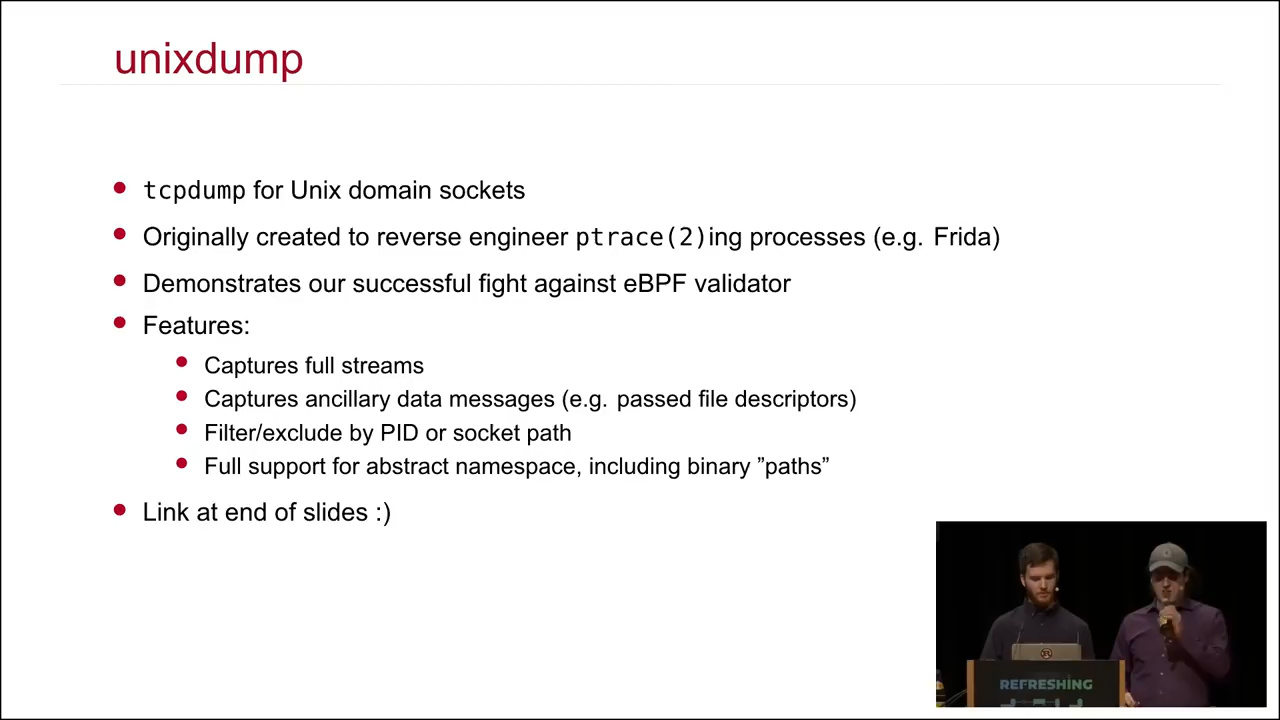 unixdump
tcpdump for Unix domain sockets
Originally created to reverse engineer ptrace(2)ing processes (e.g. Frida)
Demonstrates our successful fight against eBPF validator
Features:
Captures full streams
Captures ancillary data messages (e.g. passed file descriptors)
Filter/exclude by PID or socket path
Full support for abstract namespace, including binary ”paths”
Link at end of slides :)
REFRESHING